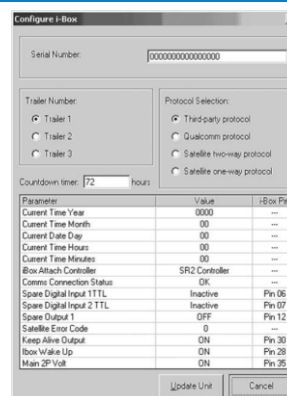 Configure i-Box
Serial Number: 0000000000000000
Trailer Number:
Trailer 1
Trailer 2
Trailer 3
Protocol Selection:
Third-party protocol
Qualcomm protocol
Satellite two-way protocol
Satellite one-way protocol
Countdown timer: 72 hours
Parameter Value i-Box Pin
Current Time Year 0000 ---
Current Time Month 00 ---
Current Date Day 00 ---
Current Time Hours 00 ---
Current Time Minutes 00 ---
iBox Attach Controller SR2 Controller ---
Comms Connection Status OK ---
Spare Digital Input 1TTL Inactive Pin 06
Spare Digital Input 2 TTL Inactive Pin 07
Spare Output 1 OFF Pin 12
Satellite Error Code 0 ---
Keep Alive Output ON Pin 30
Ibox Wake Up ON Pin 28
Main 2P Volt ON Pin 35
Update Unit Cancel